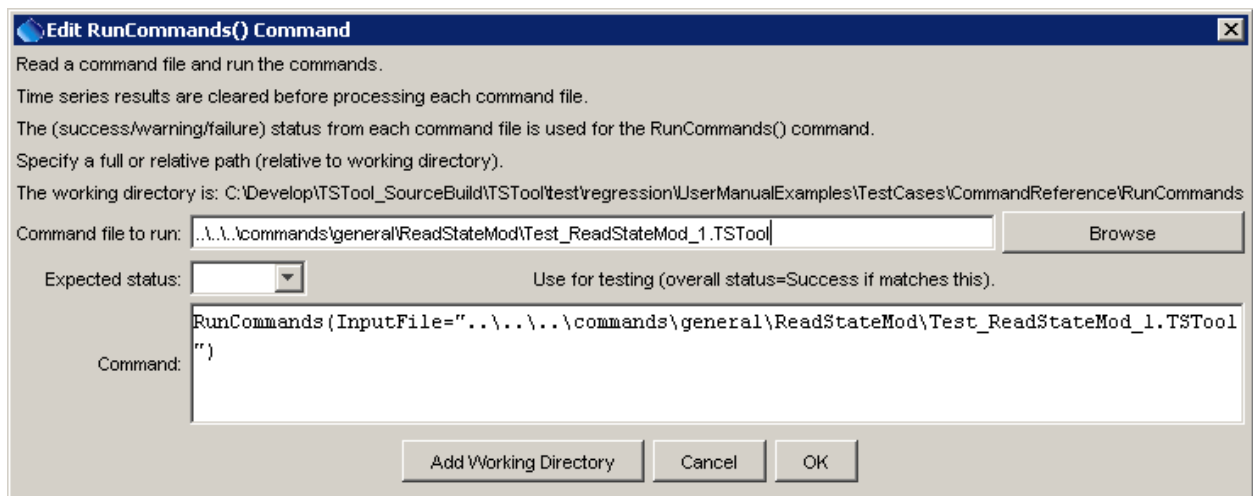 Edit RunCommands() Command
Read a command file and run the commands.
Time series results are cleared before processing each command file.
The (success/warning/failure) status from each command file is used for the RunCommands() command.
Specify a full or relative path (relative to working directory).
The working directory is: C:\Develop\TSTool_SourceBuild\TSTool\test\regression\UserManualExamples\TestCases\CommandReference\RunCommands
Command file to run: ..\..\..\commands\general\ReadStateMod\Test_ReadStateMod_1.TSTool Browse
Expected status: Use for testing (overall status=Success if matches this).
Command: RunCommands(InputFile="..\..\..\commands\general\ReadStateMod\Test_ReadStateMod_1.TSTool
")
Add Working Directory Cancel OK